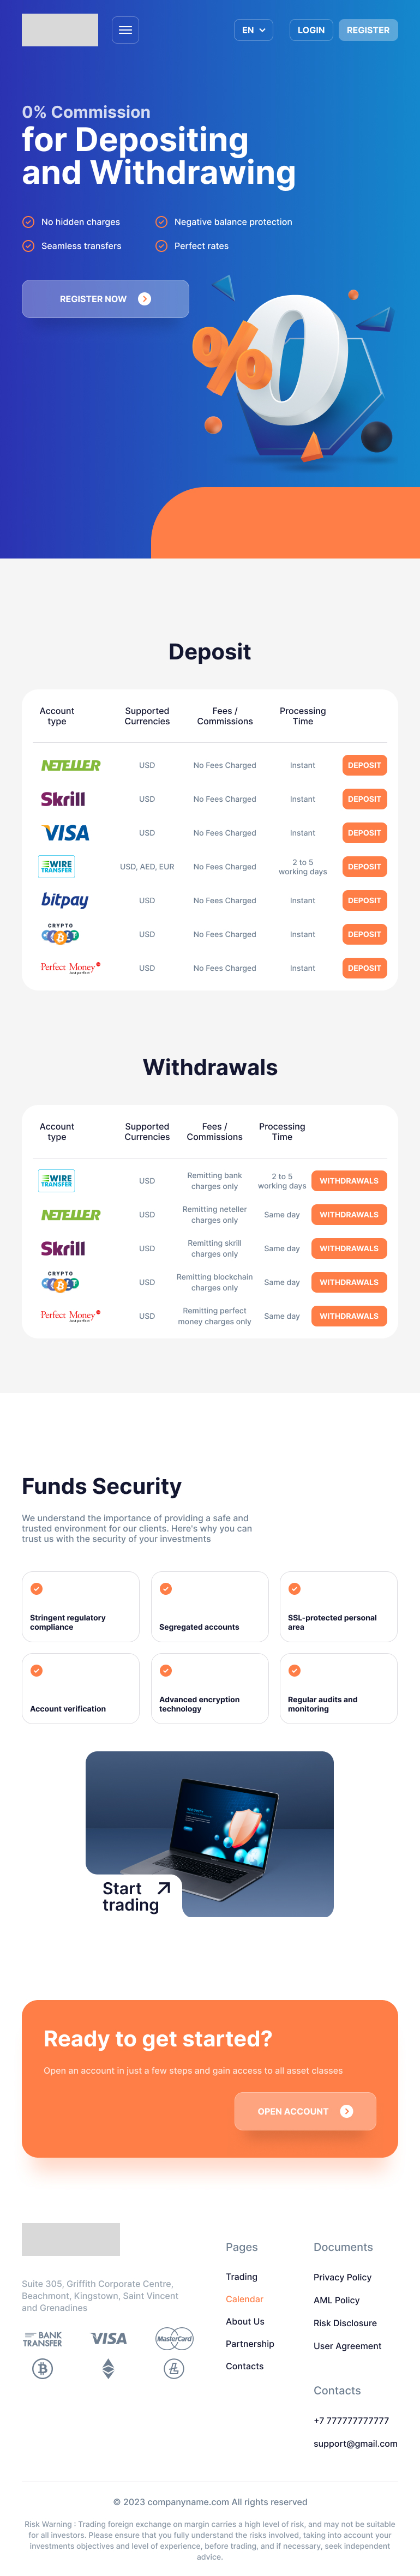 EN
LOGIN
REGISTER
0% Commission
for Depositing
and Withdrawing
No hidden charges
Negative balance protection
Seamless transfers
Perfect rates
REGISTER NOW
%0
Deposit
Account
type
Supported
Currencies
Fees /
Commissions
Processing
Time
NETELLER
USD
No Fees Charged
Instant
DEPOSIT
Skrill
USD
No Fees Charged
Instant
DEPOSIT
VISA
USD
No Fees Charged
Instant
DEPOSIT
WIRE
TRANSFER
USD, AED, EUR
No Fees Charged
2 to 5
working days
DEPOSIT
bitpay
USD
No Fees Charged
Instant
DEPOSIT
CRYPTO
USD
No Fees Charged
Instant
DEPOSIT
Perfect Money
Just perfect
USD
No Fees Charged
Instant
DEPOSIT
Withdrawals
Account
type
Supported
Currencies
Fees /
Commissions
Processing
Time
WIRE
TRANSFER
USD
Remitting bank
charges only
2 to 5
working days
WITHDRAWALS
NETELLER
USD
Remitting neteller
charges only
Same day
WITHDRAWALS
Skrill
USD
Remitting skrill
charges only
Same day
WITHDRAWALS
CRYPTO
USD
Remitting blockchain
charges only
Same day
WITHDRAWALS
Perfect Money
Just perfect
USD
Remitting perfect
money charges only
Same day
WITHDRAWALS
Funds Security
We understand the importance of providing a safe and
trusted environment for our clients. Here's why you can
trust us with the security of your investments
Stringent regulatory
compliance
Segregated accounts
SSL-protected personal
area
Account verification
Advanced encryption
technology
Regular audits and
monitoring
Start
trading
Ready to get started?
Open an account in just a few steps and gain access to all asset classes
OPEN ACCOUNT
Suite 305, Griffith Corporate Centre,
Beachmont, Kingstown, Saint Vincent
and Grenadines
BANK
TRANSFER
VISA
MasterCard
Pages
Trading
Calendar
About Us
Partnership
Contacts
Documents
Privacy Policy
AML Policy
Risk Disclosure
User Agreement
Contacts
+7 777777777777
support@gmail.com
© 2023 companyname.com All rights reserved
Risk Warning : Trading foreign exchange on margin carries a high level of risk, and may not be suitable
for all investors. Please ensure that you fully understand the risks involved, taking into account your
investments objectives and level of experience, before trading, and if necessary, seek independent
advice.